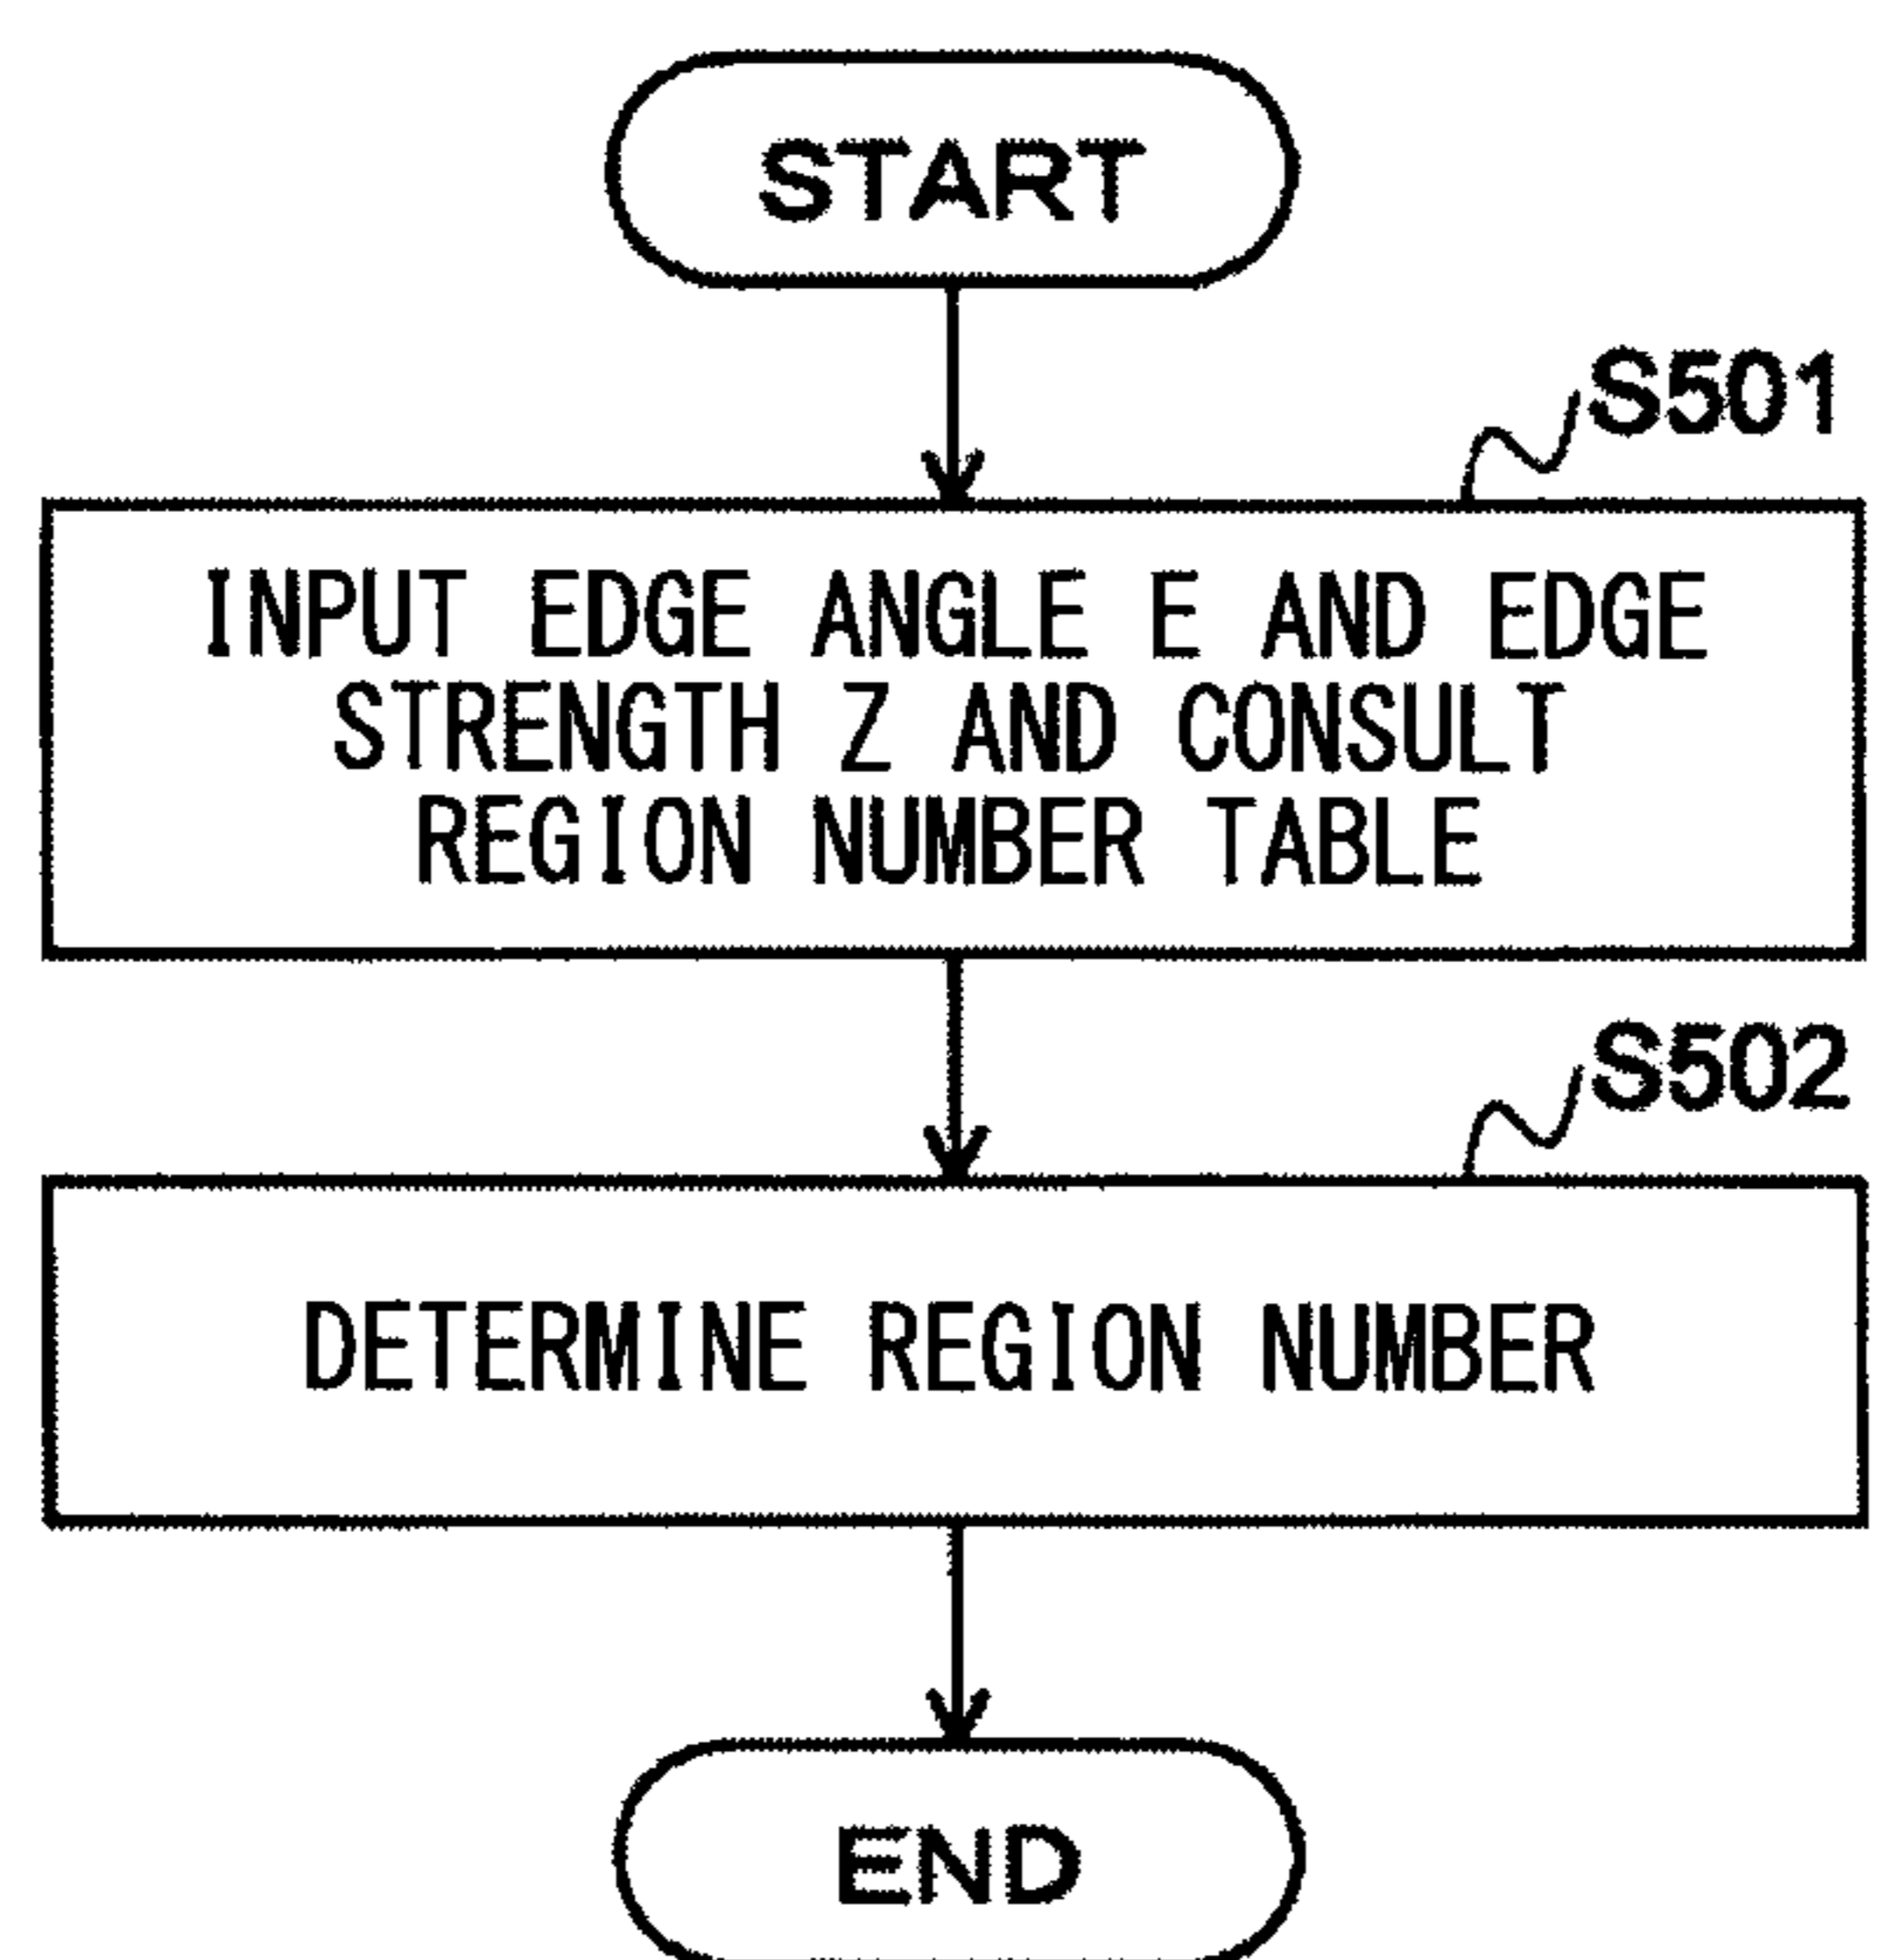 START
S501
INPUT EDGE ANGLE E AND EDGE
STRENGTH Z AND CONSULT
REGION NUMBER TABLE
S502
DETERMINE REGION NUMBER
END